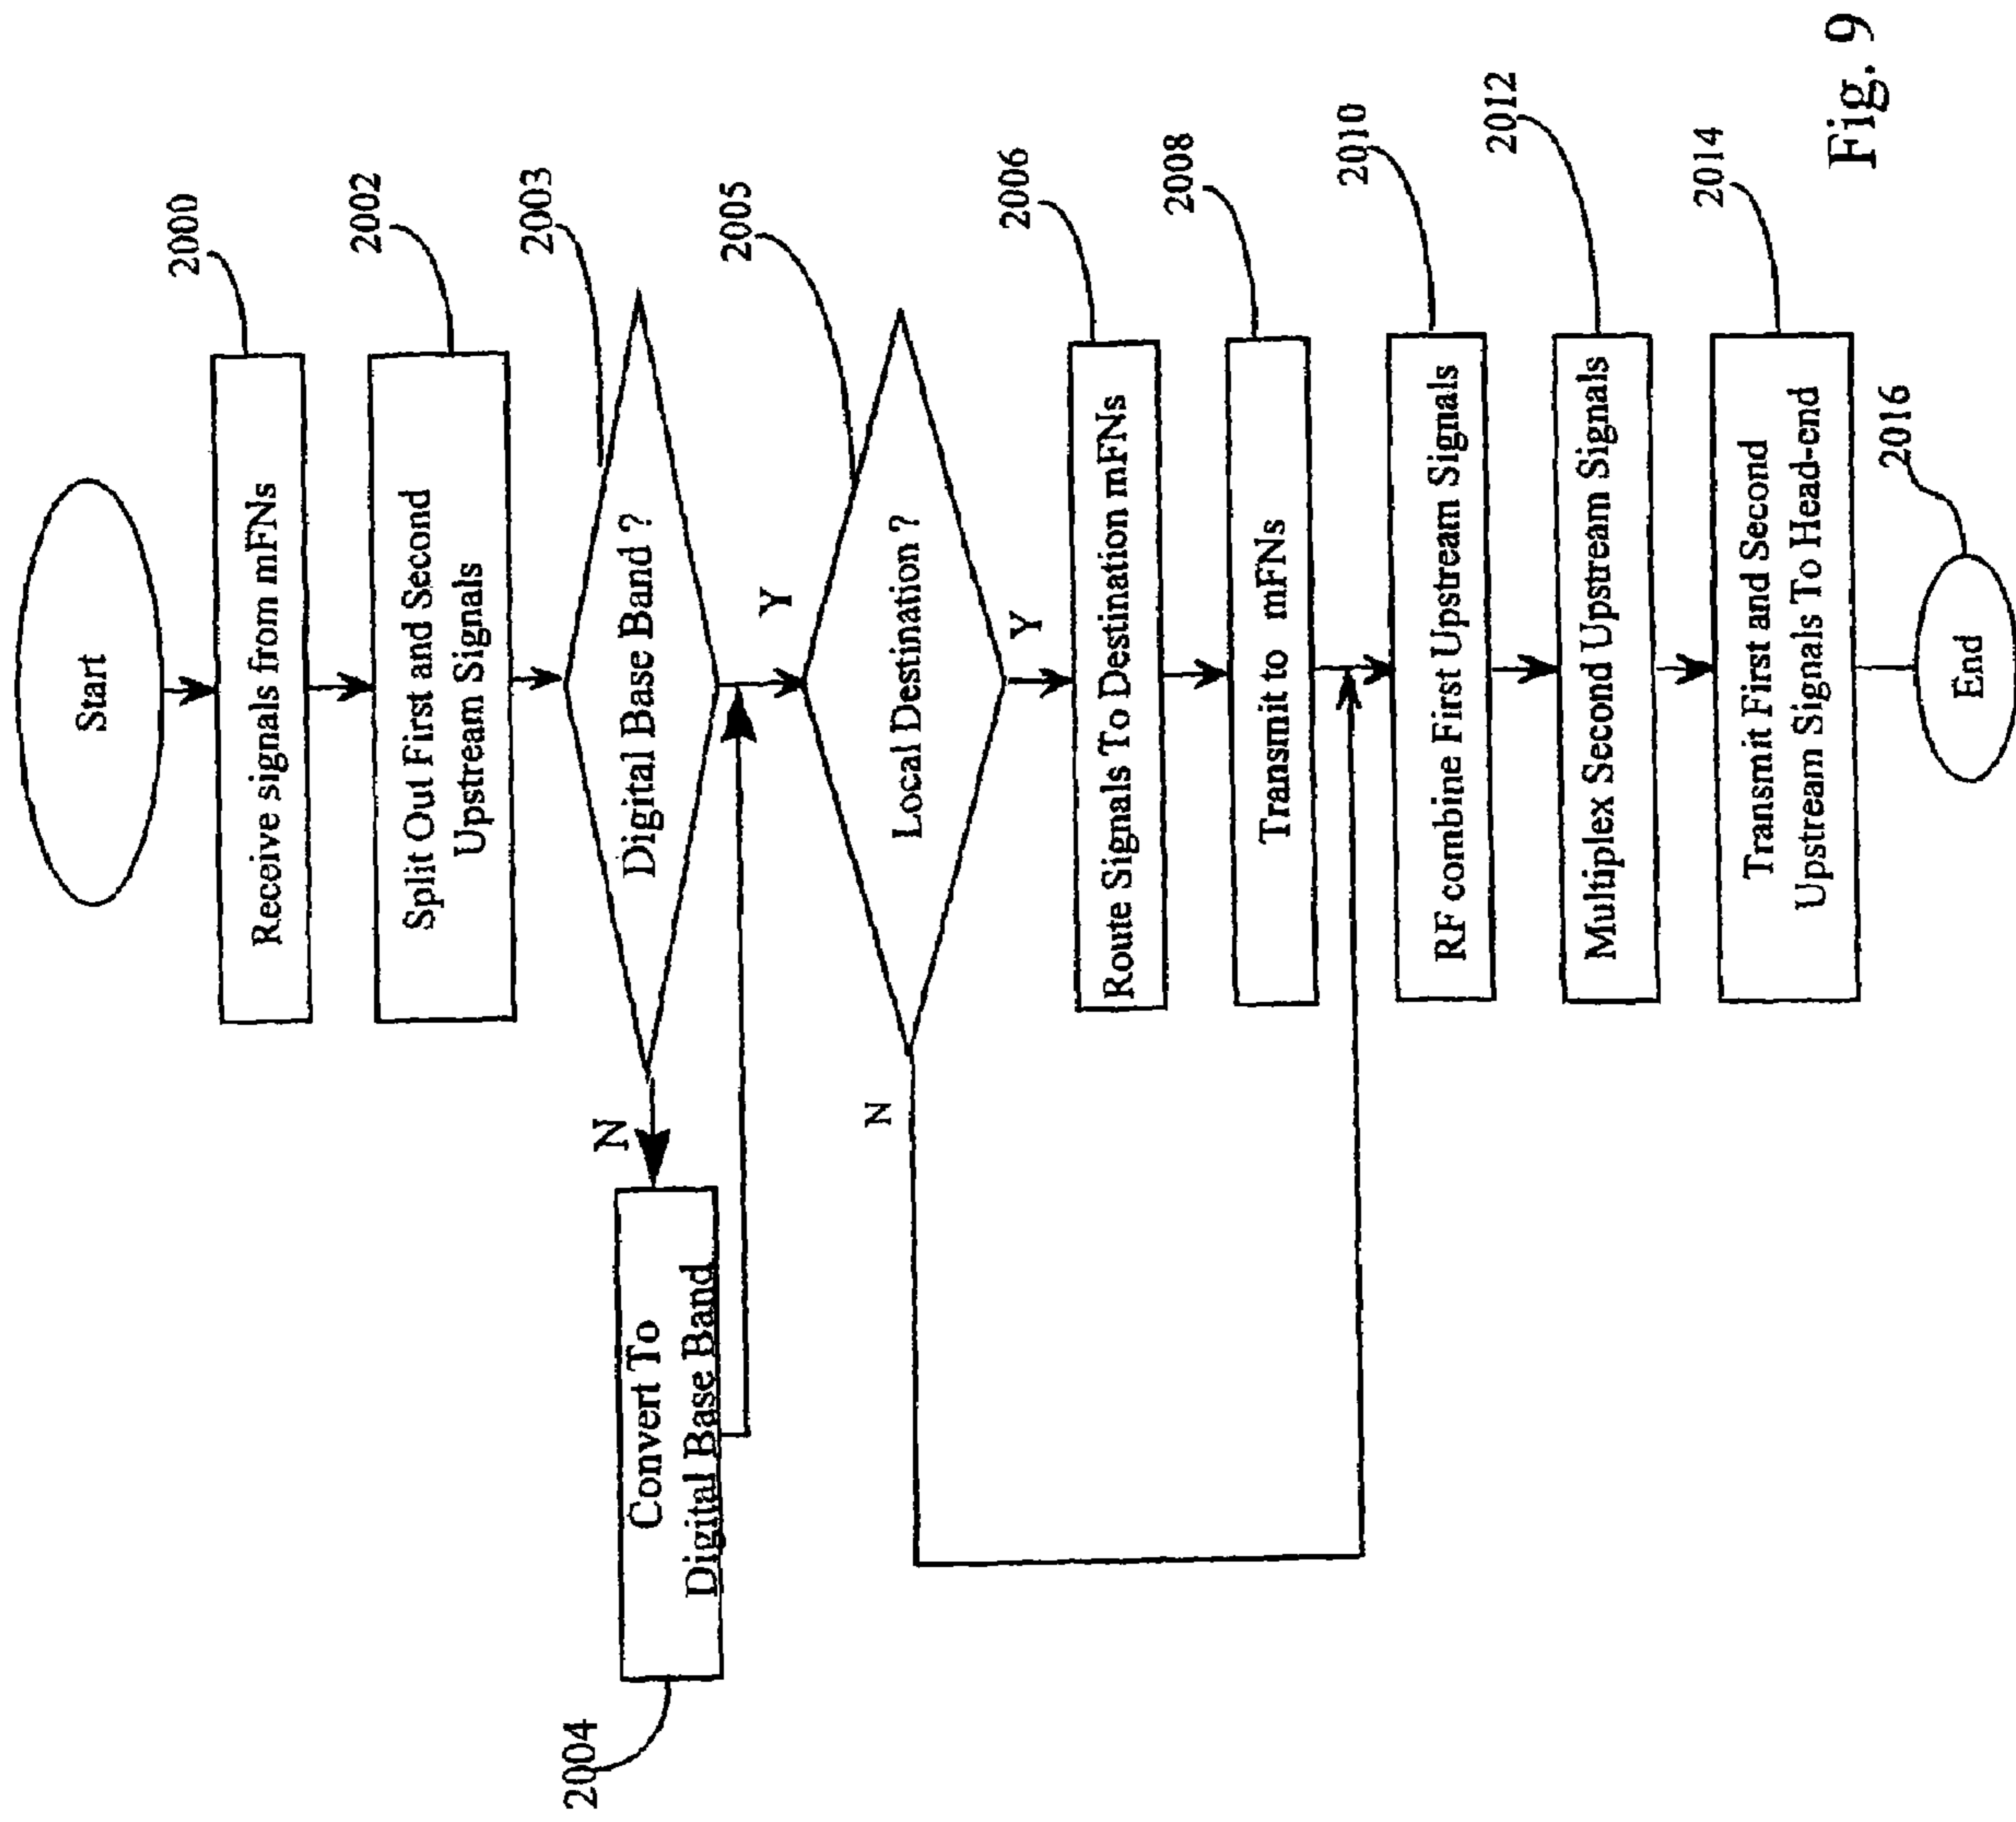 Start
2000
Receive signals from mFNs
2002
Split Out First and Second
Upstream Signals
2003
Digital Base Band ?
N
Y
2004
Convert To
Digital Base Band
2005
Local Destination ?
N
Y
2006
Route Signals To Destination mFNs
2008
Transmit to mFNs
2010
RF combine First Upstream Signals
2012
Multiplex Second Upstream Signals
2014
Transmit First and Second
Upstream Signals To Head-end
2016
End
Fig. 9